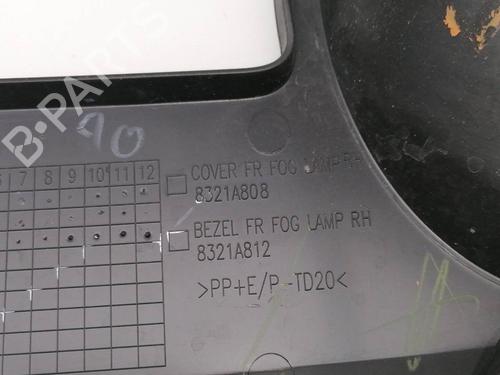 B-PARTS
90
7 8 9 10 11 12
COVER FR FOG LAMP RH
8321A808
BEZEL FR FOG LAMP RH
8321A812
>PP+E/P-TD20<